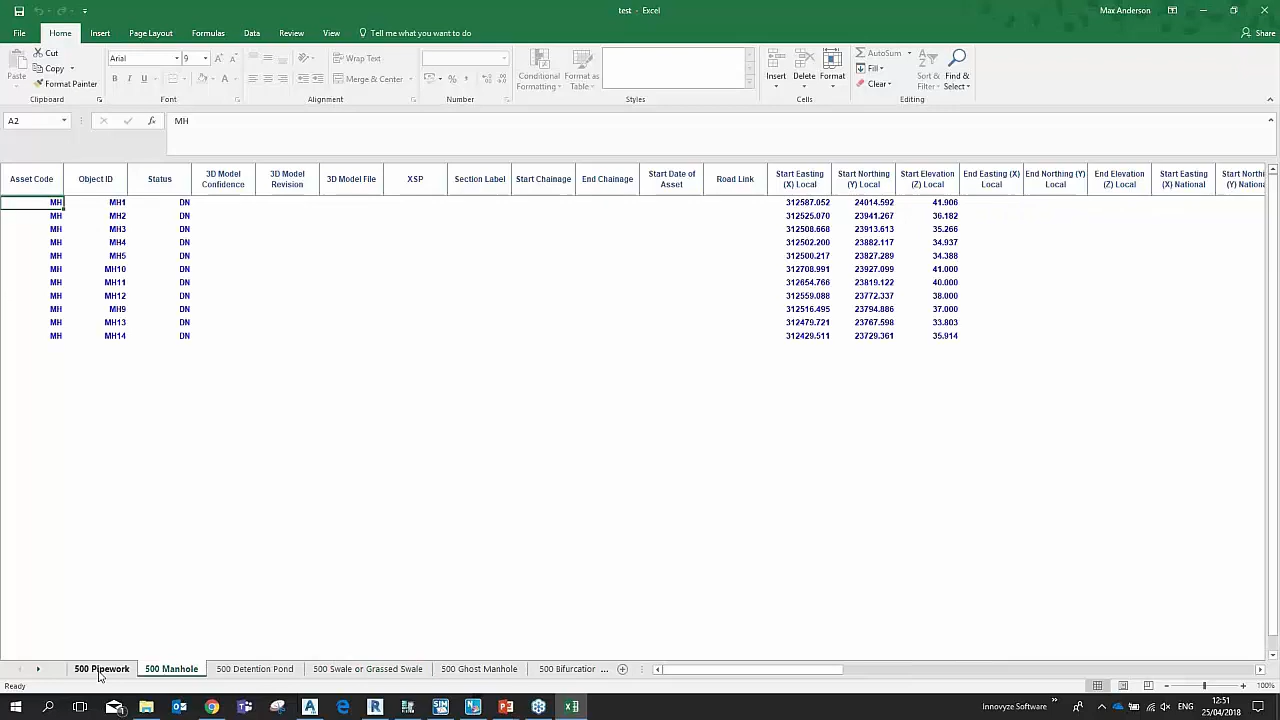 test - Excel
Max Anderson
File Home Insert Page Layout Formulas Data Review View Tell me what you want to do
Share
Paste
Cut
Copy
Format Painter
Clipboard
Arial 9
B I U
Font
Wrap Text
Merge & Center
Alignment
Number
Conditional Formatting
Format as Table
Styles
Insert Delete Format
Cells
AutoSum
Fill
Clear
Sort & Filter
Find & Select
Editing
A2 fx MH
Asset Code Object ID Status 3D Model Confidence 3D Model Revision 3D Model File XSP Section Label Start Chainage End Chainage Start Date of Asset Road Link Start Easting (X) Local Start Northing (Y) Local Start Elevation (Z) Local End Easting (X) Local End Northing (Y) Local End Elevation (Z) Local Start Easting (X) National
MH MH1 DN 312587.052 24014.592 41.906
MH MH2 DN 312525.070 23941.267 36.182
MH MH3 DN 312508.668 23913.613 35.266
MH MH4 DN 312502.200 23882.117 34.937
MH MH5 DN 312500.217 23827.289 34.388
MH MH10 DN 312708.991 23927.099 41.000
MH MH11 DN 312654.766 23819.122 40.000
MH MH12 DN 312559.088 23772.337 38.000
MH MH9 DN 312516.495 23794.886 37.000
MH MH13 DN 312479.721 23767.598 33.803
MH MH14 DN 312429.511 23729.361 35.914
500 Pipework 500 Manhole 500 Detention Pond 500 Swale or Grassed Swale 500 Ghost Manhole 500 Bifurcatior ...
Ready
100%
Innovyze Software
ENG
12:51
25/04/2018